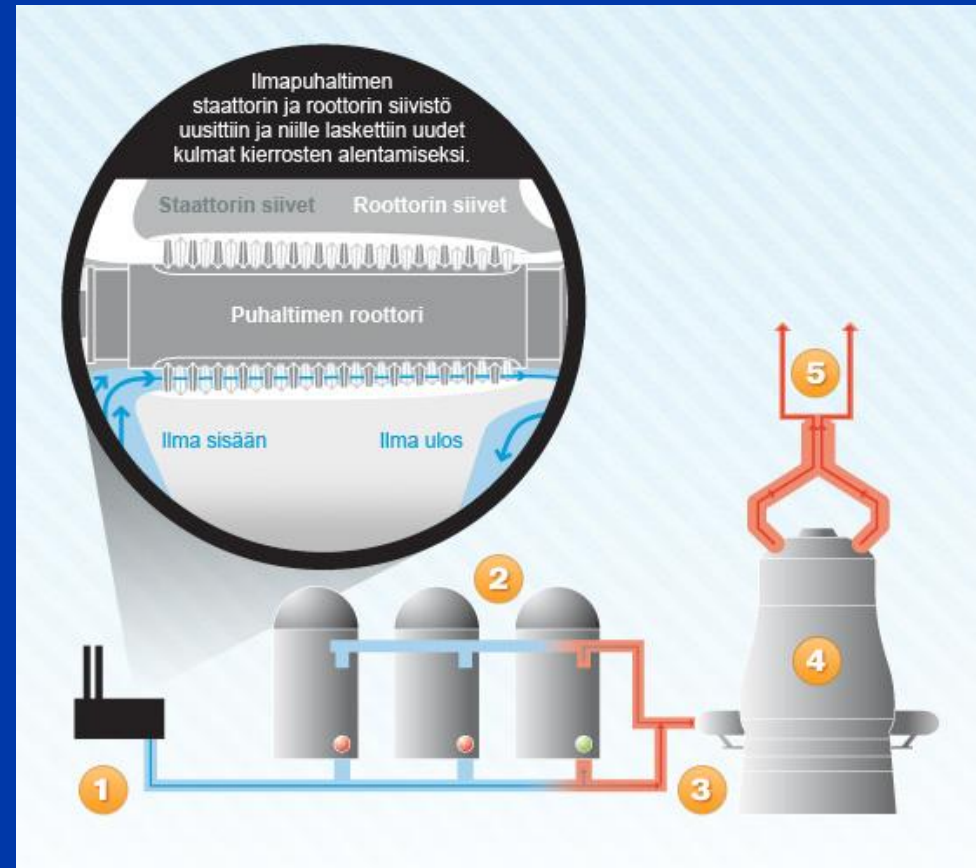 Ilmapuhaltimen
staattorin ja roottorin siivistö
uusittiin ja niille laskettiin uudet
kulmat kierrosten alentamiseksi.
Staattorin siivet
Roottorin siivet
Puhaltimen roottori
Ilma sisään
Ilma ulos
5
2
4
1
3